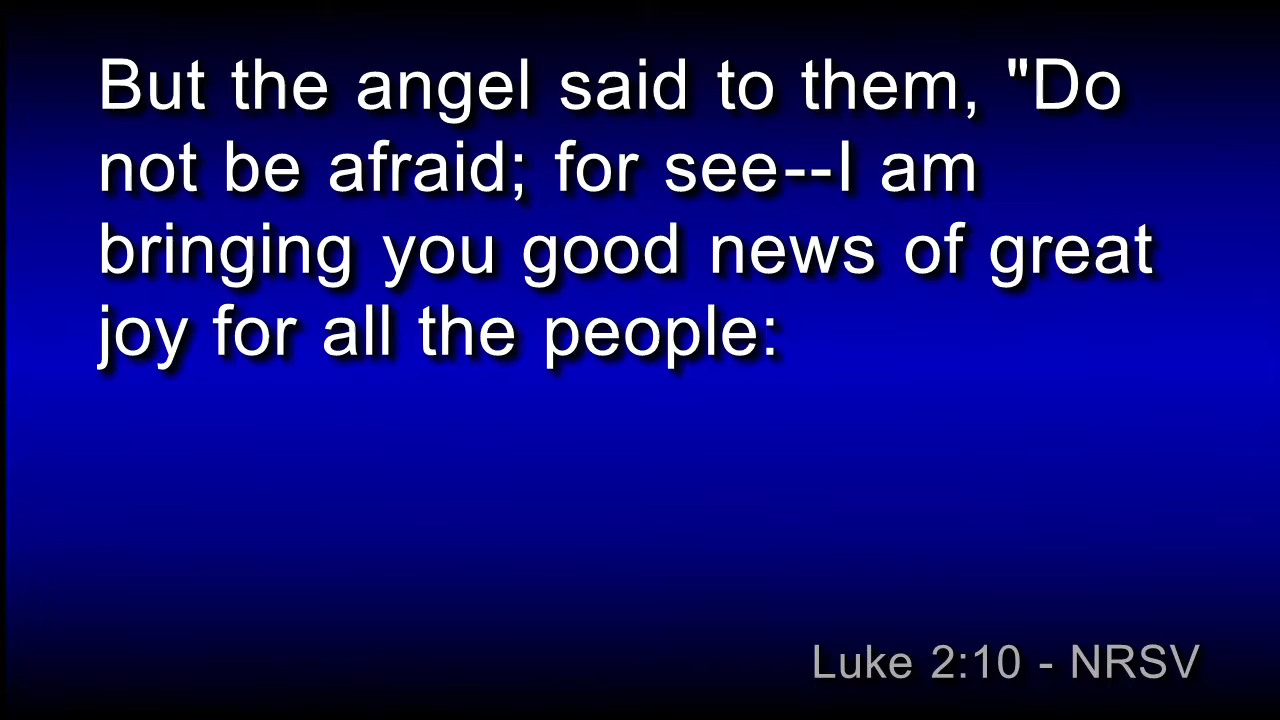 But the angel said to them, "Do
not be afraid; for see--I am
bringing you good news of great
joy for all the people:
Luke 2:10 - NRSV